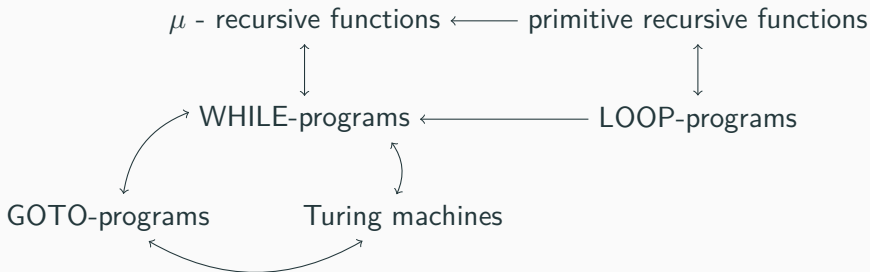 μ - recursive functions primitive recursive functions
WHILE-programs LOOP-programs
GOTO-programs Turing machines